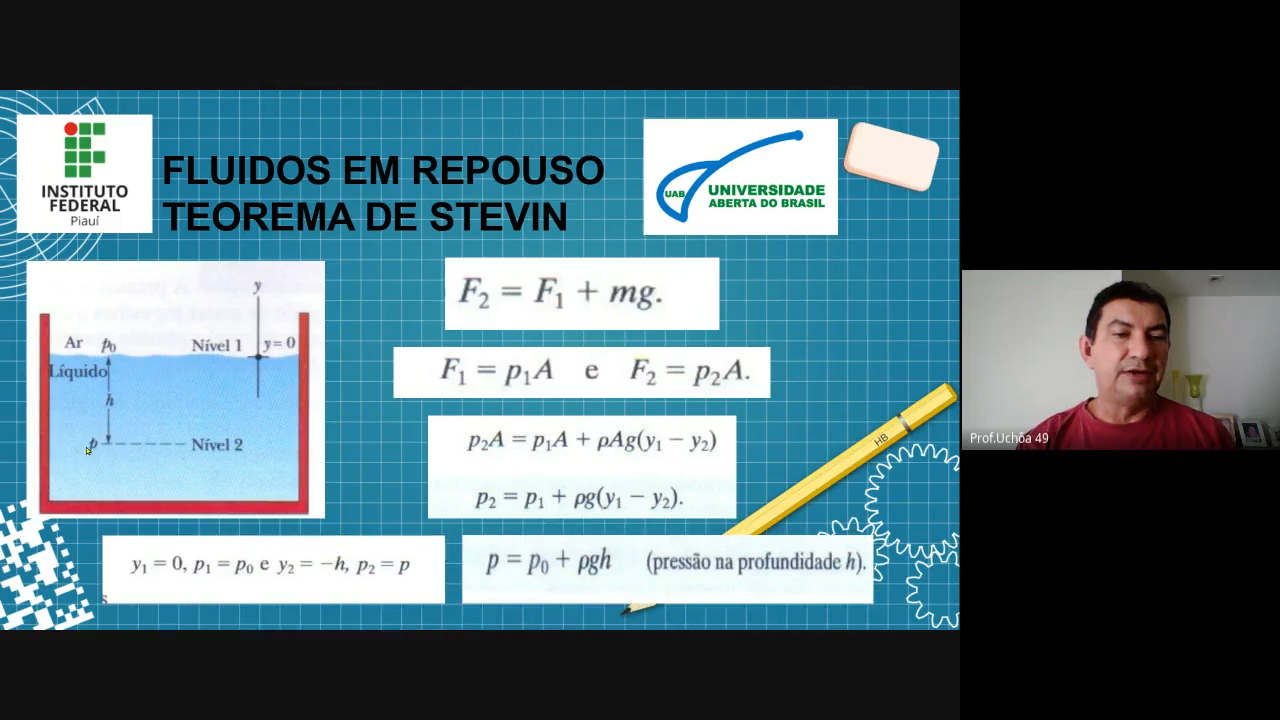 INSTITUTO
FEDERAL
Piauí
FLUIDOS EM REPOUSO
TEOREMA DE STEVIN
UAB
UNIVERSIDADE
ABERTA DO BRASIL
y
Ar p₀ Nível 1 y = 0
Líquido
h
p Nível 2
F₂ = F₁ + mg.
F₁ = p₁A e F₂ = p₂A.
p₂A = p₁A + ρAg(y₁ − y₂)
p₂ = p₁ + ρg(y₁ − y₂).
y₁ = 0, p₁ = p₀ e y₂ = −h, p₂ = p
s
p = p₀ + ρgh (pressão na profundidade h).
HB
Prof.Uchôa 49